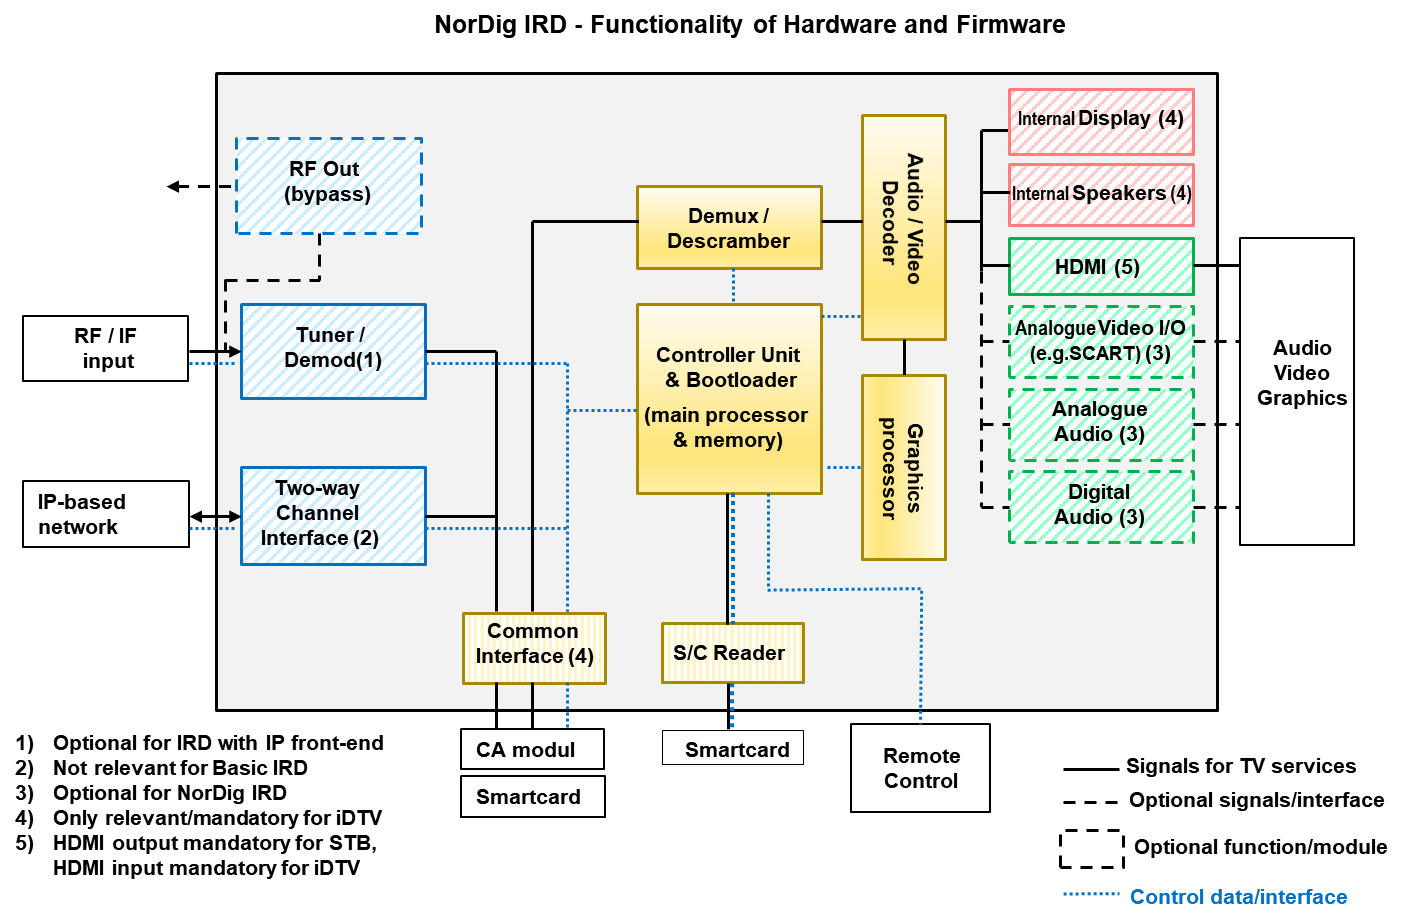 NorDig IRD - Functionality of Hardware and Firmware
RF Out
(bypass)
RF / IF
input
Tuner /
Demod(1)
IP-based
network
Two-way
Channel
Interface (2)
Common
Interface (4)
CA modul
Smartcard
Demux /
Descrambler
Controller Unit
& Bootloader
(main processor
& memory)
S/C Reader
Smartcard
Remote
Control
Audio / Video
Decoder
Graphics
processor
Internal Display (4)
Internal Speakers (4)
HDMI (5)
Analogue Video I/O
(e.g.SCART) (3)
Analogue
Audio (3)
Digital
Audio (3)
Audio
Video
Graphics
1) Optional for IRD with IP front-end
2) Not relevant for Basic IRD
3) Optional for NorDig IRD
4) Only relevant/mandatory for iDTV
5) HDMI output mandatory for STB,
HDMI input mandatory for iDTV
Signals for TV services
Optional signals/interface
Optional function/module
Control data/interface